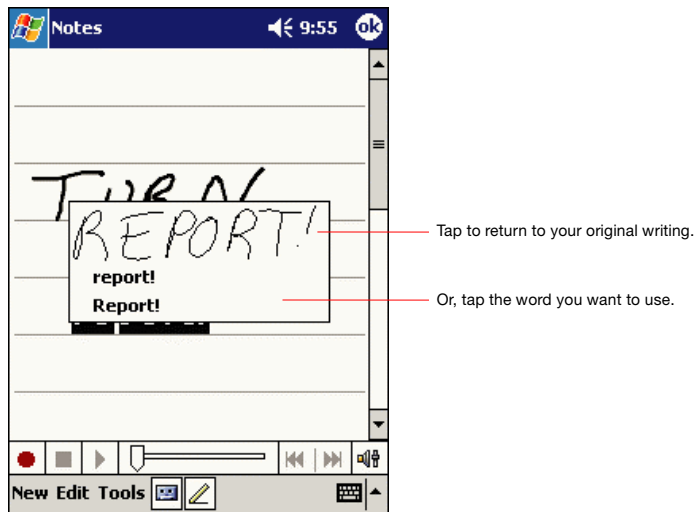 Notes 9:55 ok
TURN
REPORT!
Tap to return to your original writing.
report!
Report!
Or, tap the word you want to use.
New Edit Tools